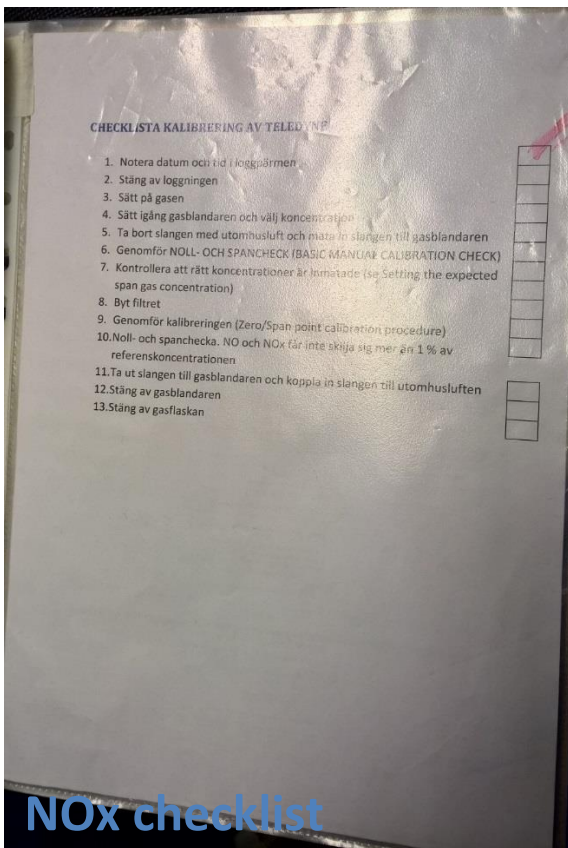 CHECKLISTA KALIBRERING AV TELEDYNE
1. Notera datum och tid i loggpärmen
2. Stäng av loggningen
3. Sätt på gasen
4. Sätt igång gasblandaren och välj koncentration
5. Ta bort slangen med utomhusluft och mata in slangen till gasblandaren
6. Genomför NOLL- OCH SPANCHECK (BASIC MANUAL CALIBRATION CHECK)
7. Kontrollera att rätt koncentrationer är inmatade (se Setting the expected
span gas concentration)
8. Byt filtret
9. Genomför kalibreringen (Zero/Span point calibration procedure)
10.Noll- och spanchecka. NO och NOx får inte skilja sig mer än 1 % av
referenskoncentrationen
11.Ta ut slangen till gasblandaren och koppla in slangen till utomhusluften
12.Stäng av gasblandaren
13.Stäng av gasflaskan
NOx checklist